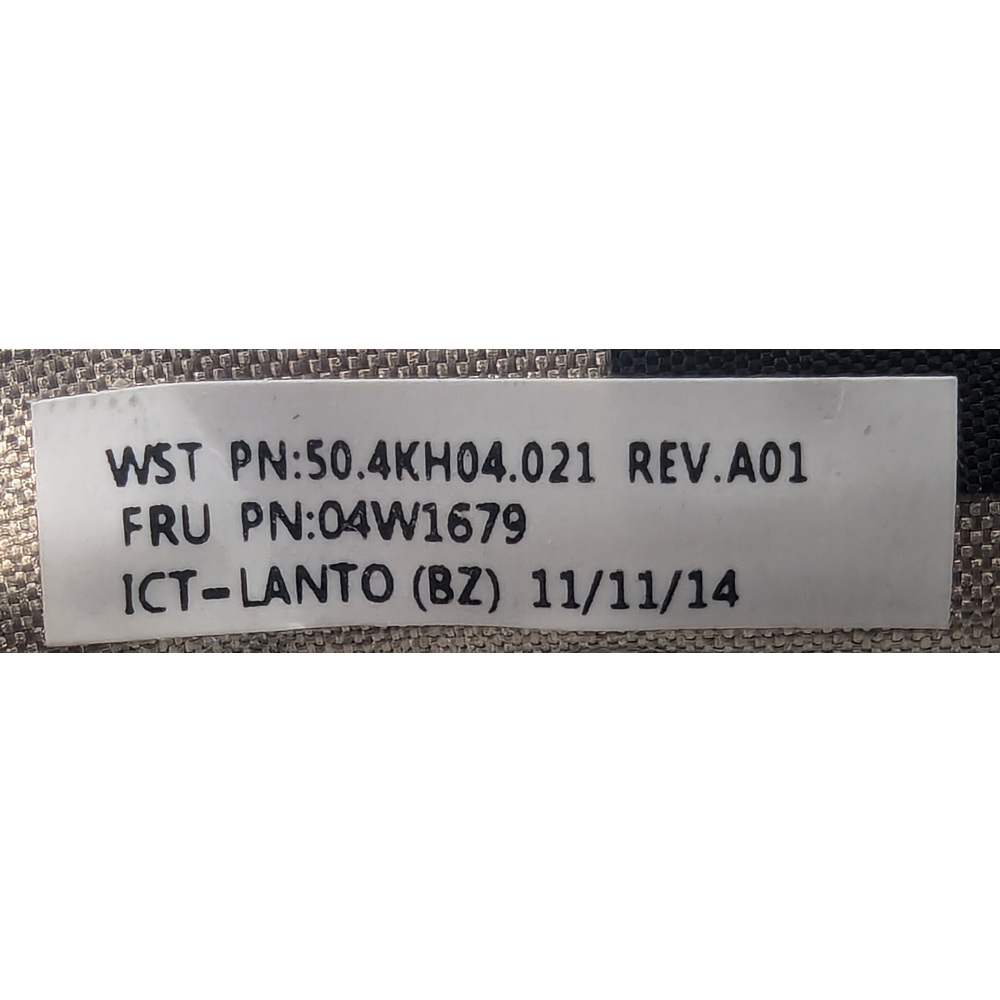 WST PN:50.4KH04.021 REV.A01
FRU PN:04W1679
ICT-LANTO (BZ) 11/11/14